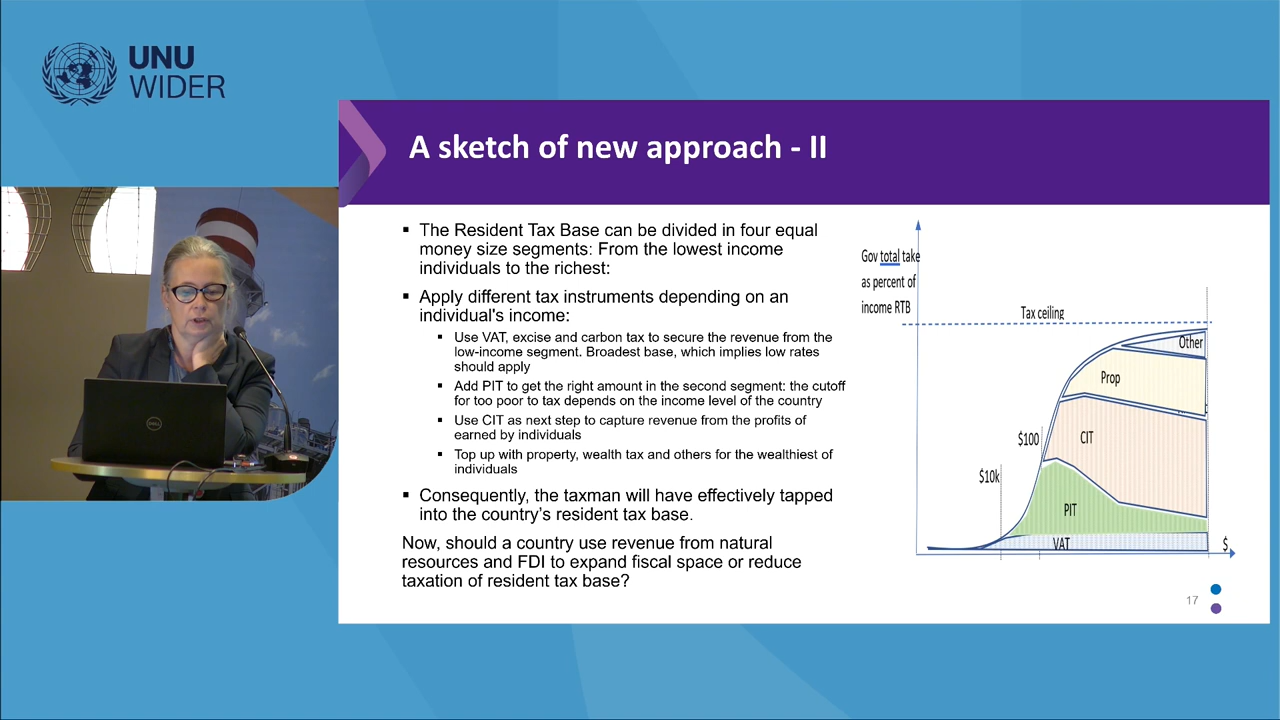 UNU
WIDER
A sketch of new approach - II
▪ The Resident Tax Base can be divided in four equal
money size segments: From the lowest income
individuals to the richest:
▪ Apply different tax instruments depending on an
individual's income:
▪ Use VAT, excise and carbon tax to secure the revenue from the
low-income segment. Broadest base, which implies low rates
should apply
▪ Add PIT to get the right amount in the second segment: the cutoff
for too poor to tax depends on the income level of the country
▪ Use CIT as next step to capture revenue from the profits of
earned by individuals
▪ Top up with property, wealth tax and others for the wealthiest of
individuals
▪ Consequently, the taxman will have effectively tapped
into the country's resident tax base.
Now, should a country use revenue from natural
resources and FDI to expand fiscal space or reduce
taxation of resident tax base?
Gov total take
as percent of
income RTB
Tax ceiling
Other
Prop
CIT
$100
$10k
PIT
VAT
$
17
DELL